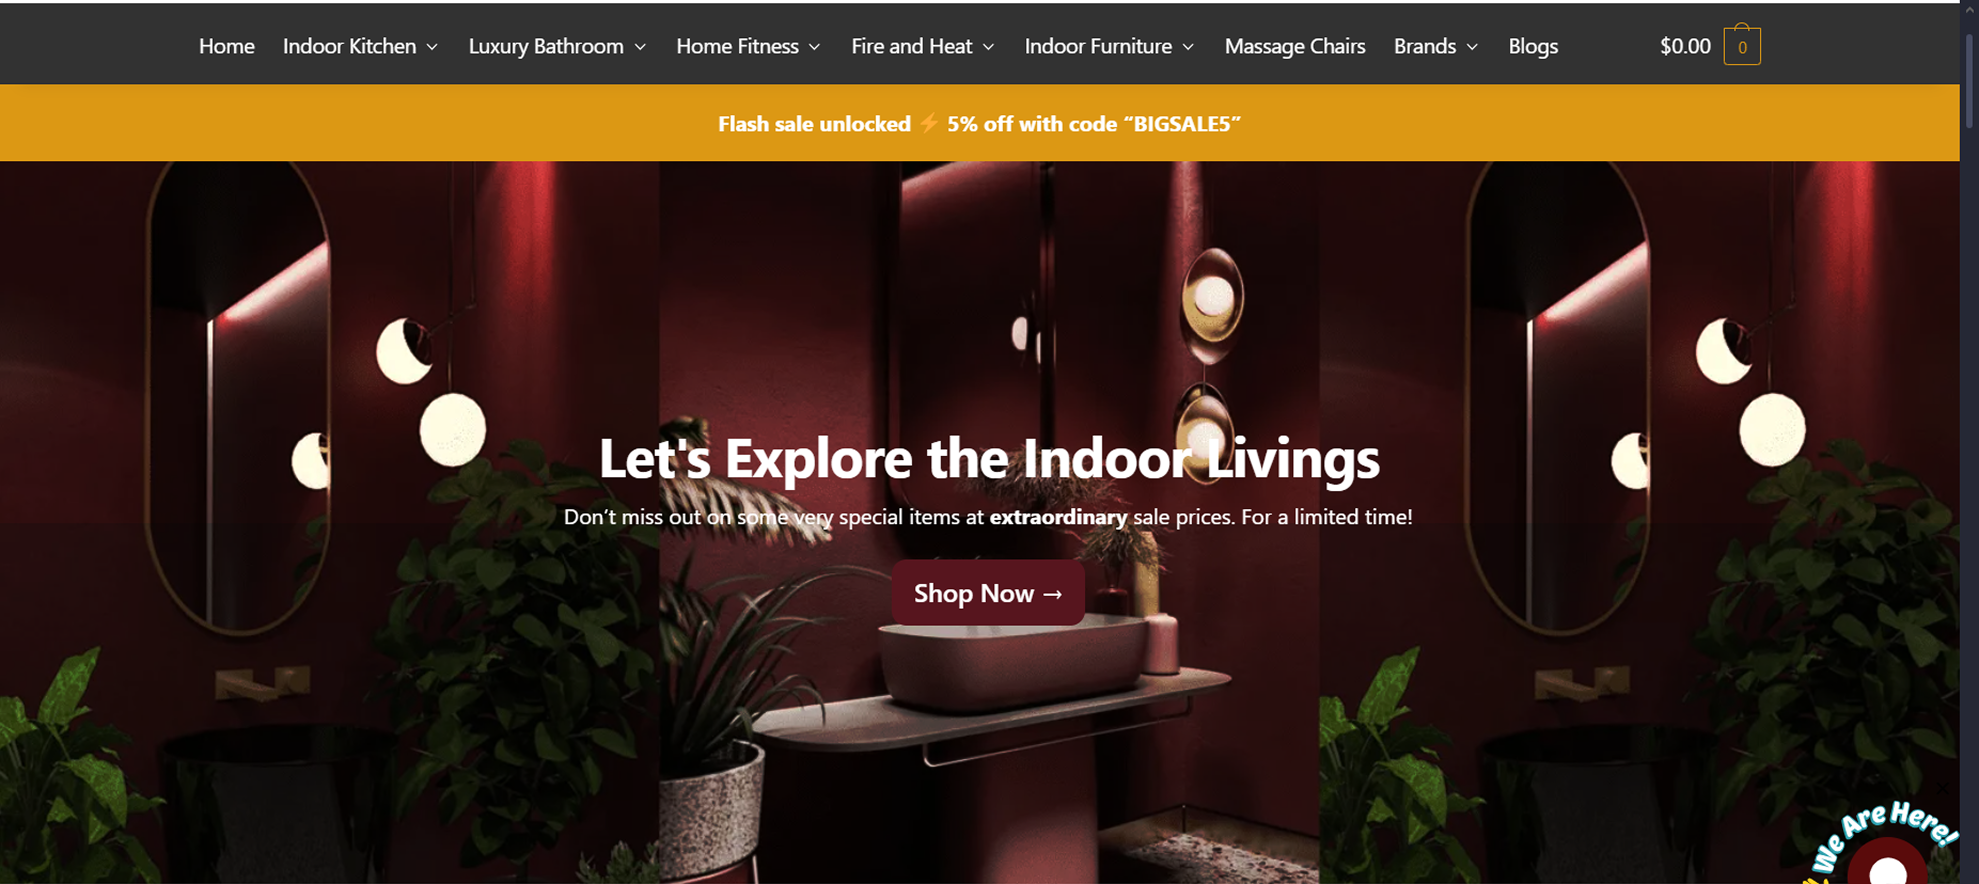 Home Indoor Kitchen Luxury Bathroom Home Fitness Fire and Heat Indoor Furniture Massage Chairs Brands Blogs $0.00 0
Flash sale unlocked ⚡ 5% off with code “BIGSALE5”
Let's Explore the Indoor Livings
Don’t miss out on some very special items at extraordinary sale prices. For a limited time!
Shop Now →
We Are Here!